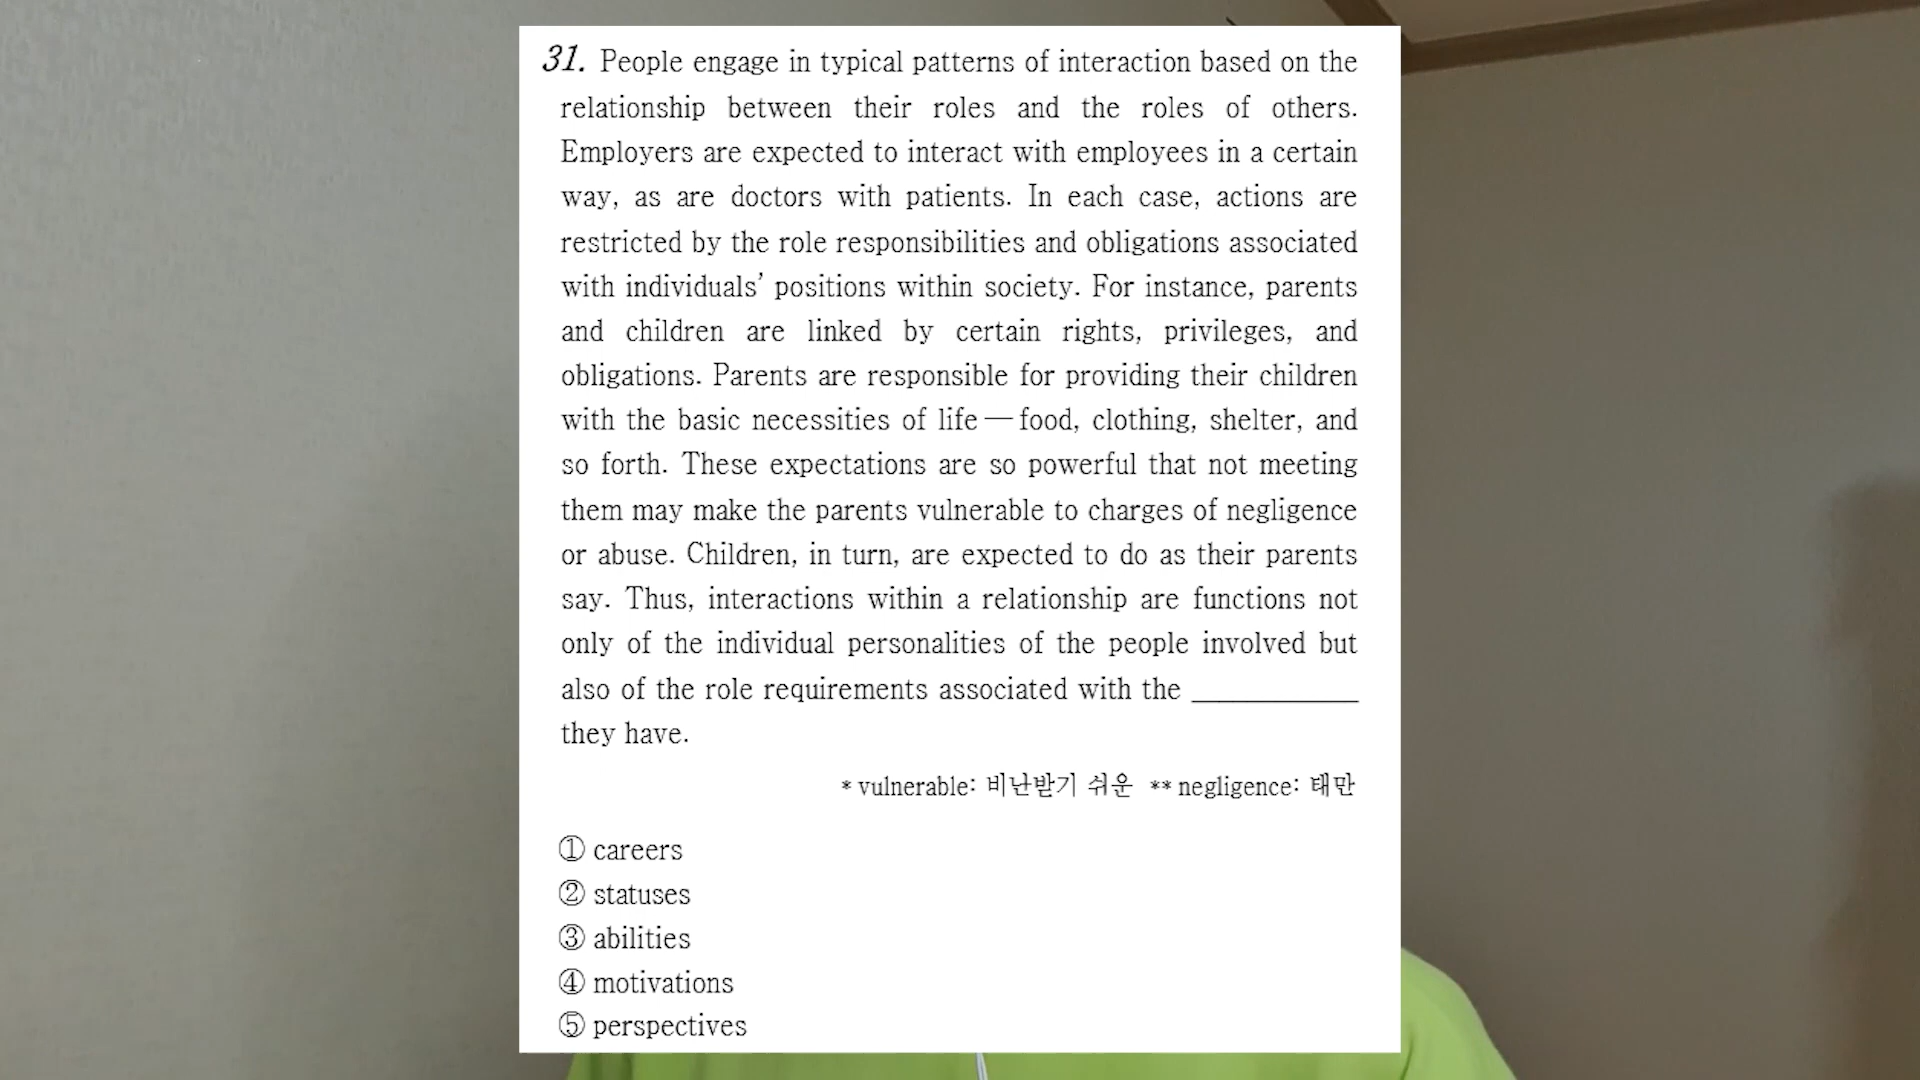 31. People engage in typical patterns of interaction based on the
relationship between their roles and the roles of others.
Employers are expected to interact with employees in a certain
way, as are doctors with patients. In each case, actions are
restricted by the role responsibilities and obligations associated
with individuals’ positions within society. For instance, parents
and children are linked by certain rights, privileges, and
obligations. Parents are responsible for providing their children
with the basic necessities of life — food, clothing, shelter, and
so forth. These expectations are so powerful that not meeting
them may make the parents vulnerable to charges of negligence
or abuse. Children, in turn, are expected to do as their parents
say. Thus, interactions within a relationship are functions not
only of the individual personalities of the people involved but
also of the role requirements associated with the ____________
they have.
* vulnerable: 비난받기 쉬운 ** negligence: 태만
① careers
② statuses
③ abilities
④ motivations
⑤ perspectives